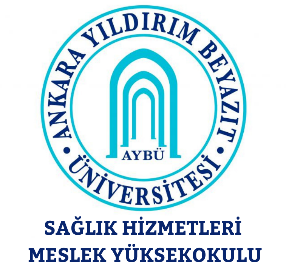 ANKARA YILDIRIM BEYAZIT
ÜNİVERSİTESİ
AYBÜ
SAĞLIK HİZMETLERİ
MESLEK YÜKSEKOKULU